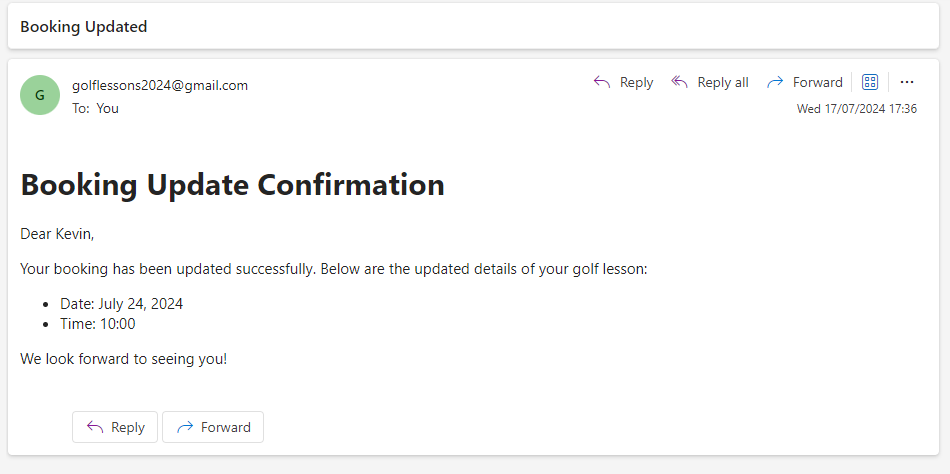 Booking Updated
G
golflessons2024@gmail.com
To: You
Reply
Reply all
Forward
Wed 17/07/2024 17:36
Booking Update Confirmation
Dear Kevin,
Your booking has been updated successfully. Below are the updated details of your golf lesson:
• Date: July 24, 2024
• Time: 10:00
We look forward to seeing you!
Reply
Forward